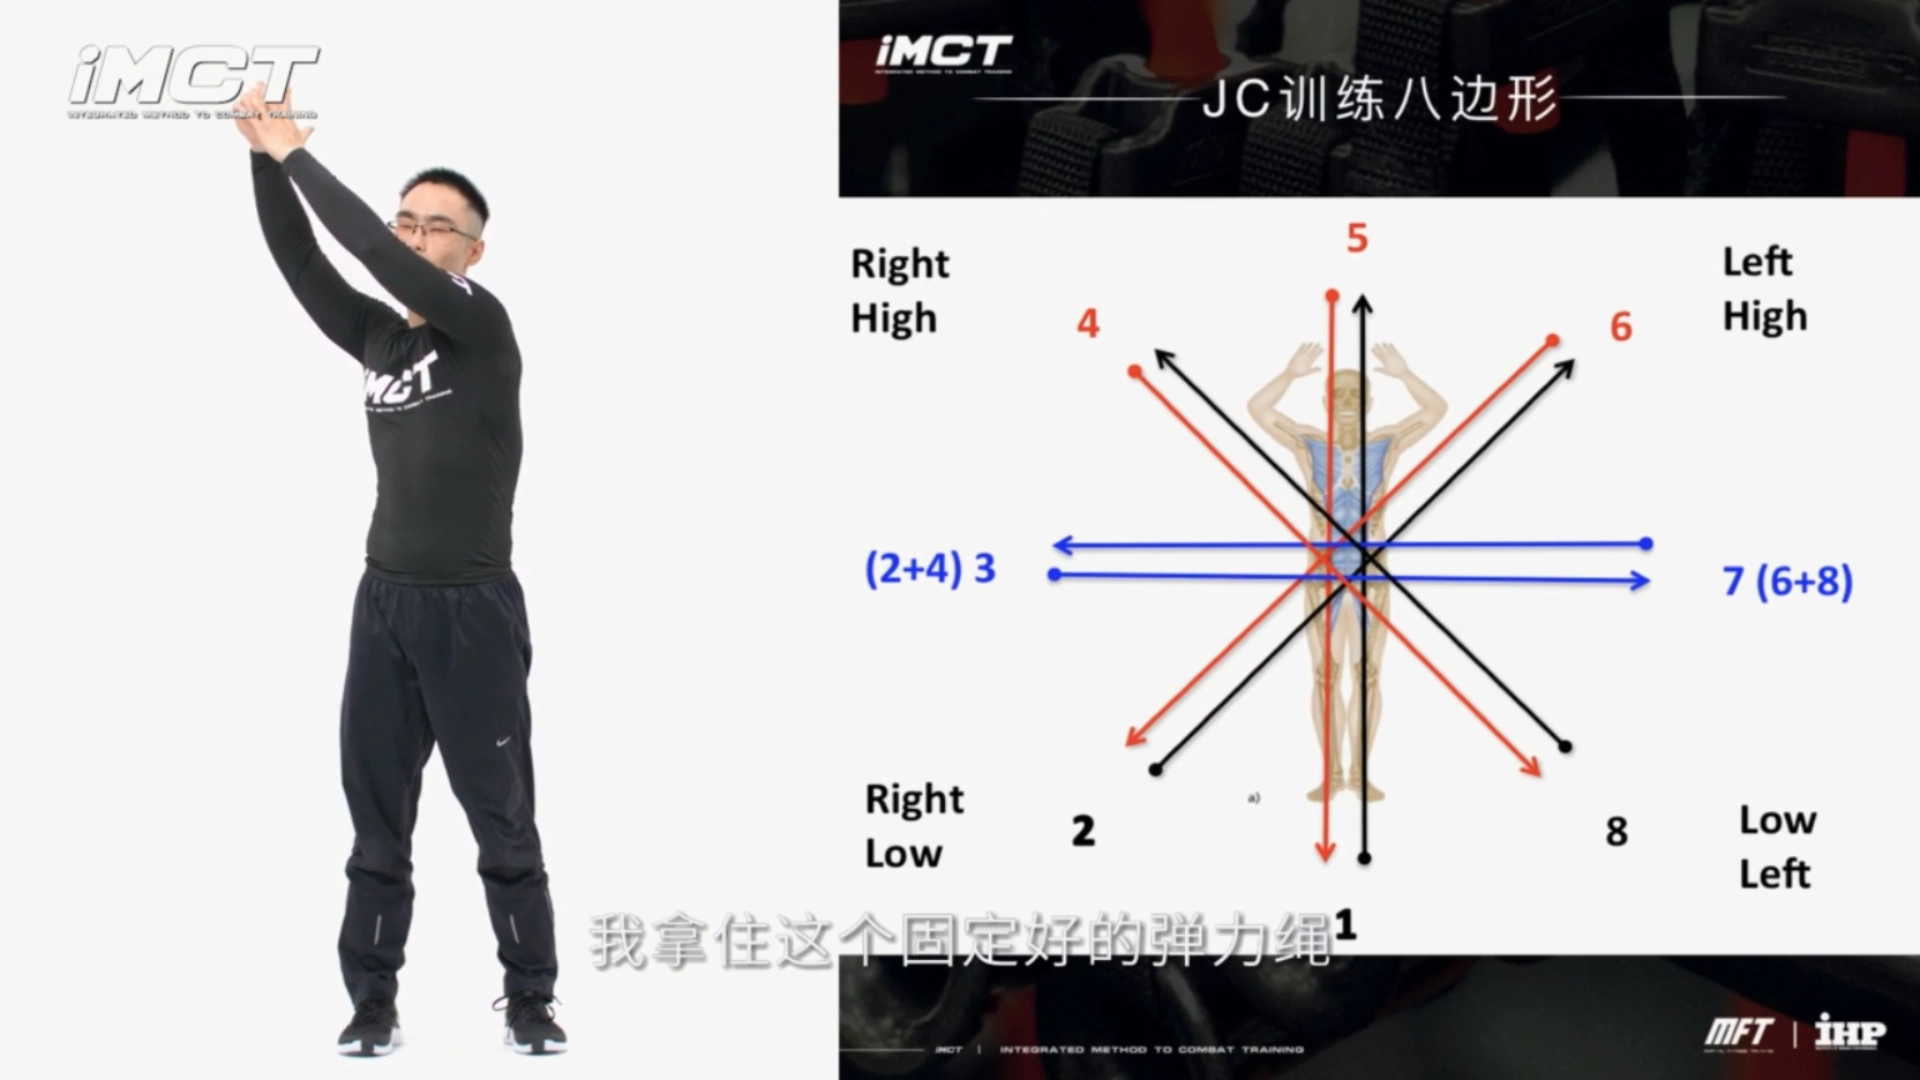 iMCT
INTEGRATED METHOD TO COMBAT TRAINING
iMCT
INTEGRATED METHOD TO COMBAT TRAINING
JC训练八边形
iMCT
Right
High
4
5
6
Left
High
(2+4) 3
7 (6+8)
Right
Low
2
a)
8
Low
Left
1
我拿住这个固定好的弹力绳
iMCT | INTEGRATED METHOD TO COMBAT TRAINING
MFT | iHP